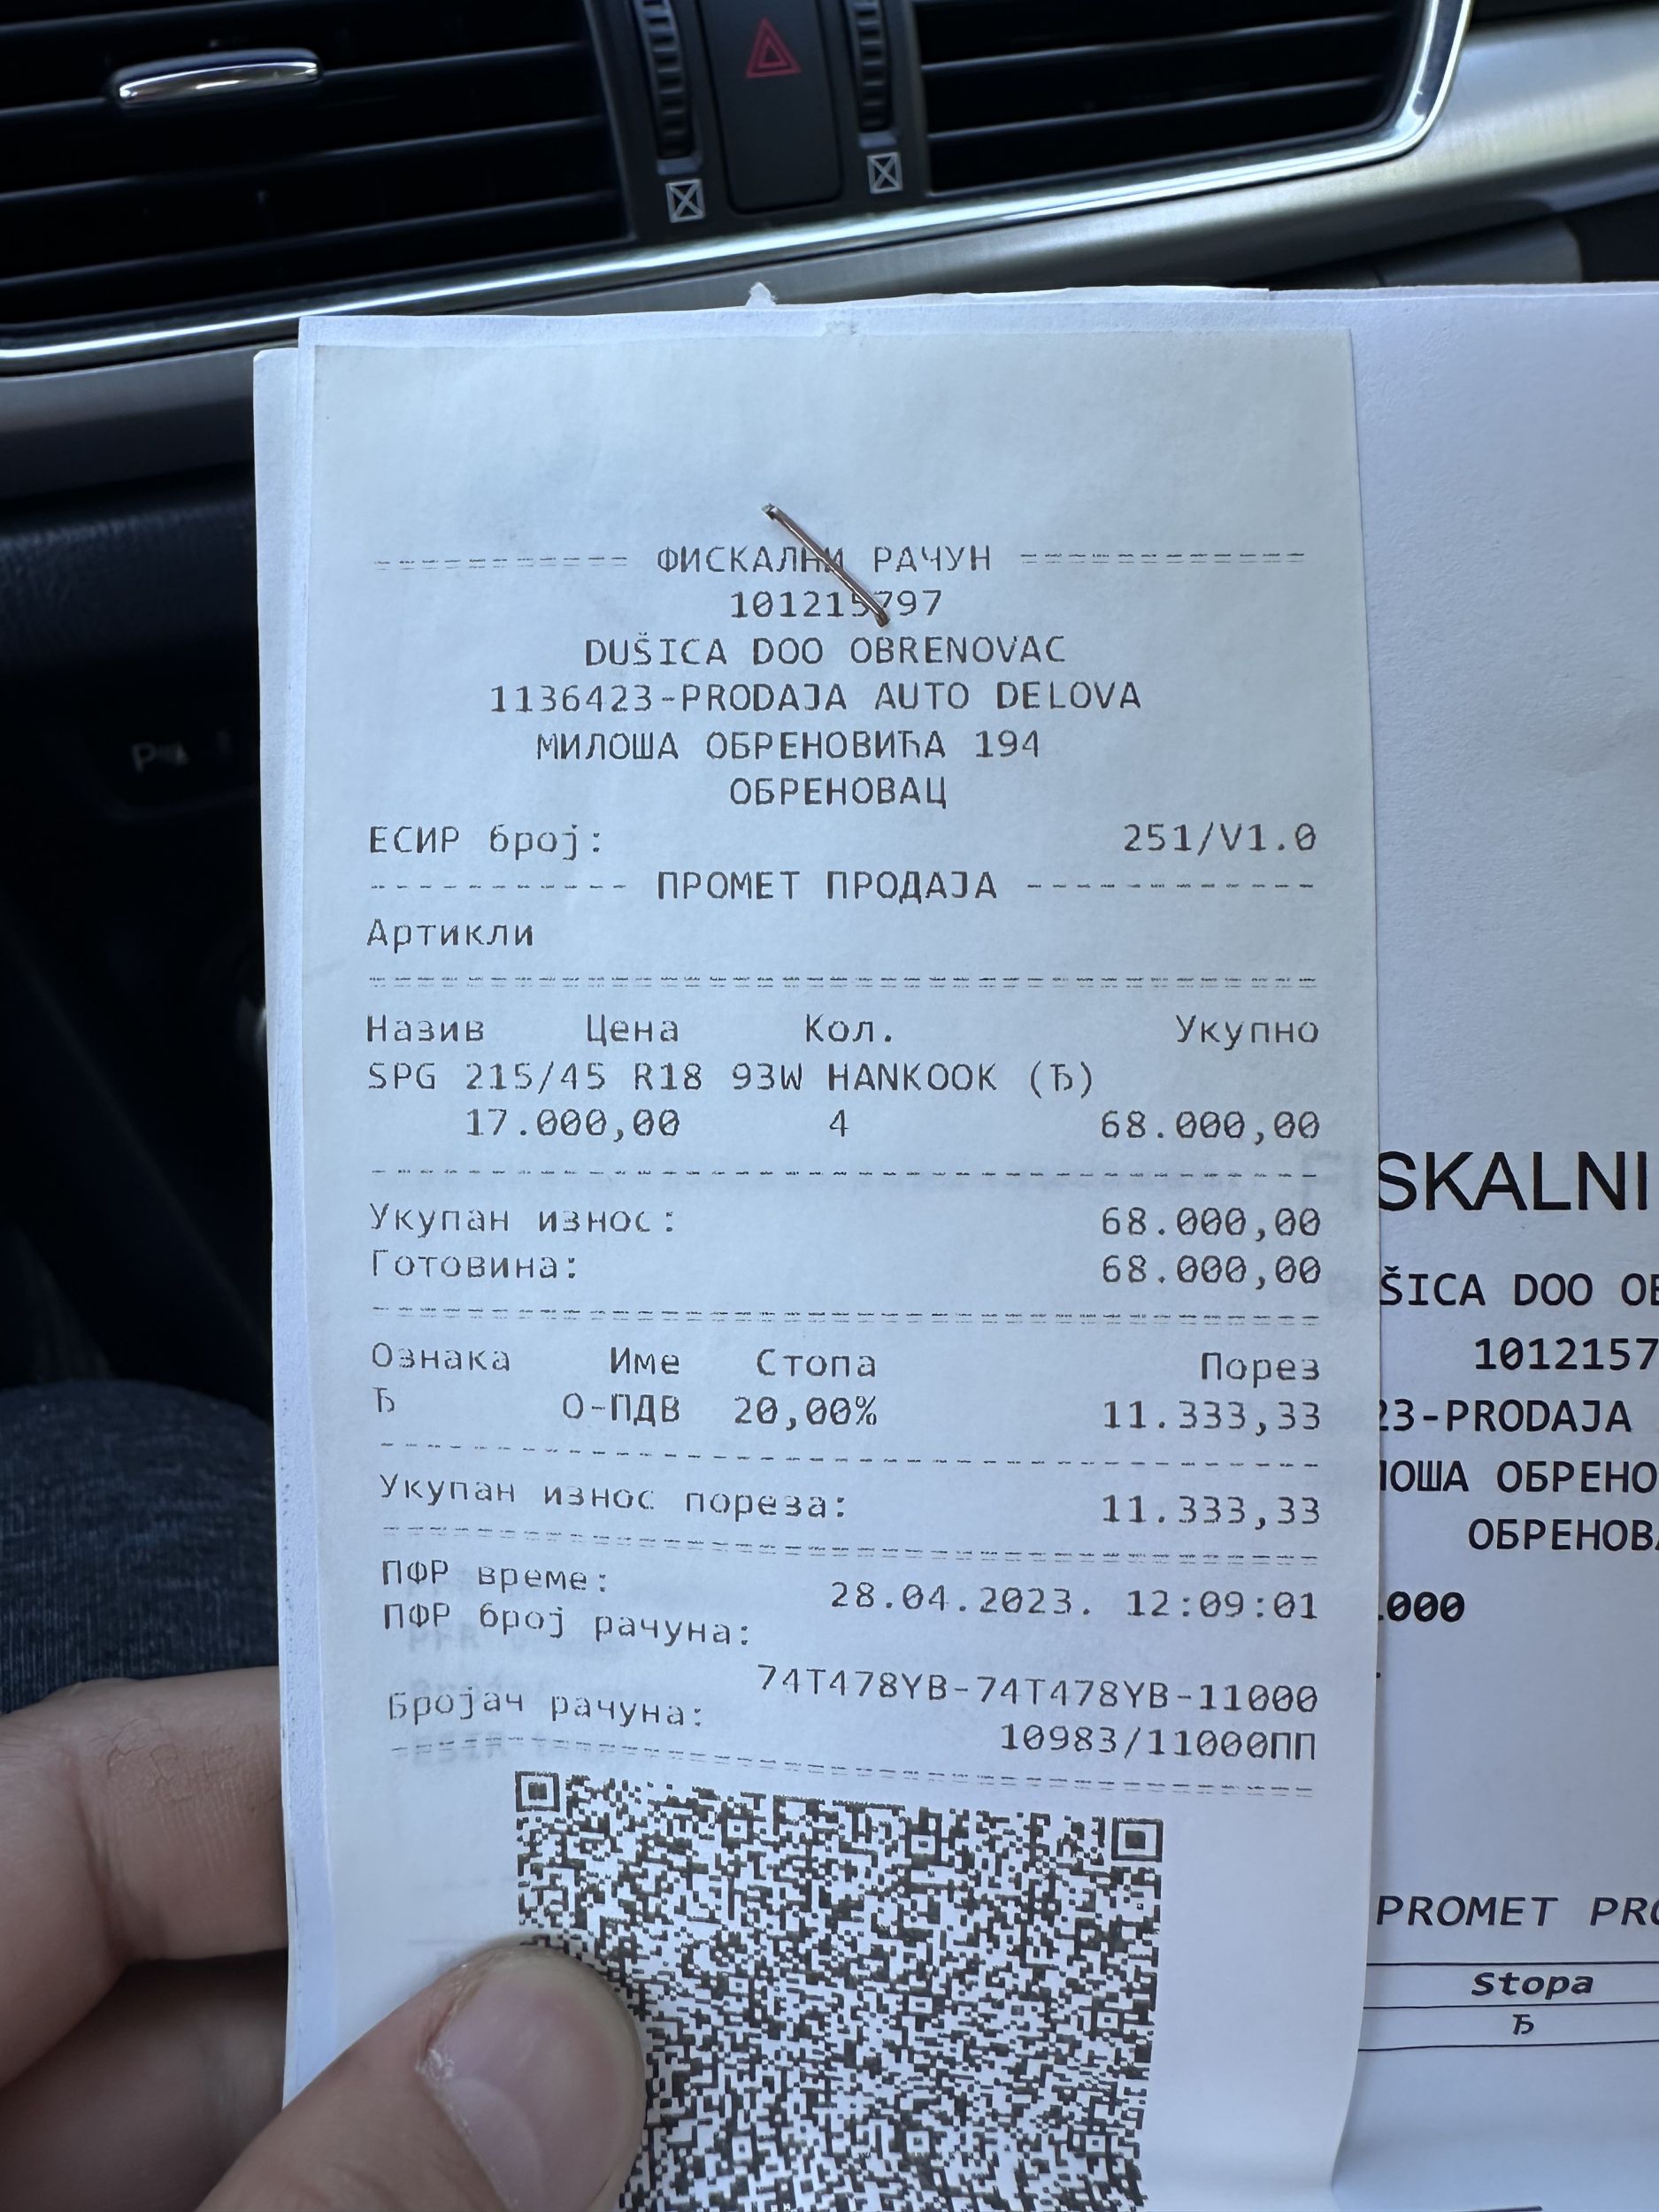 ФИСКАЛНИ РАЧУН
101215797
DUŠICA DOO OBRENOVAC
1136423-PRODAJA AUTO DELOVA
МИЛОША ОБРЕНОВИЋА 194
ОБРЕНОВАЦ
ЕСИР број: 251/V1.0
ПРОМЕТ ПРОДАЈА
Артикли
Назив Цена Кол. Укупно
SPG 215/45 R18 93W HANKOOK (Ђ)
17.000,00 4 68.000,00
Укупан износ: 68.000,00
Готовина: 68.000,00
Ознака Име Стопа Порез
Ђ О-ПДВ 20,00% 11.333,33
Укупан износ пореза: 11.333,33
ПФР време: 28.04.2023. 12:09:01
ПФР број рачуна:
74T478YB-74T478YB-11000
Бројач рачуна: 10983/11000ПП
SKALNI
ŠICA DOO OB
1012157
23-PRODAJA
ЛОША ОБРЕНО
ОБРЕНОВА
.000
PROMET PRO
Stopa
Ђ